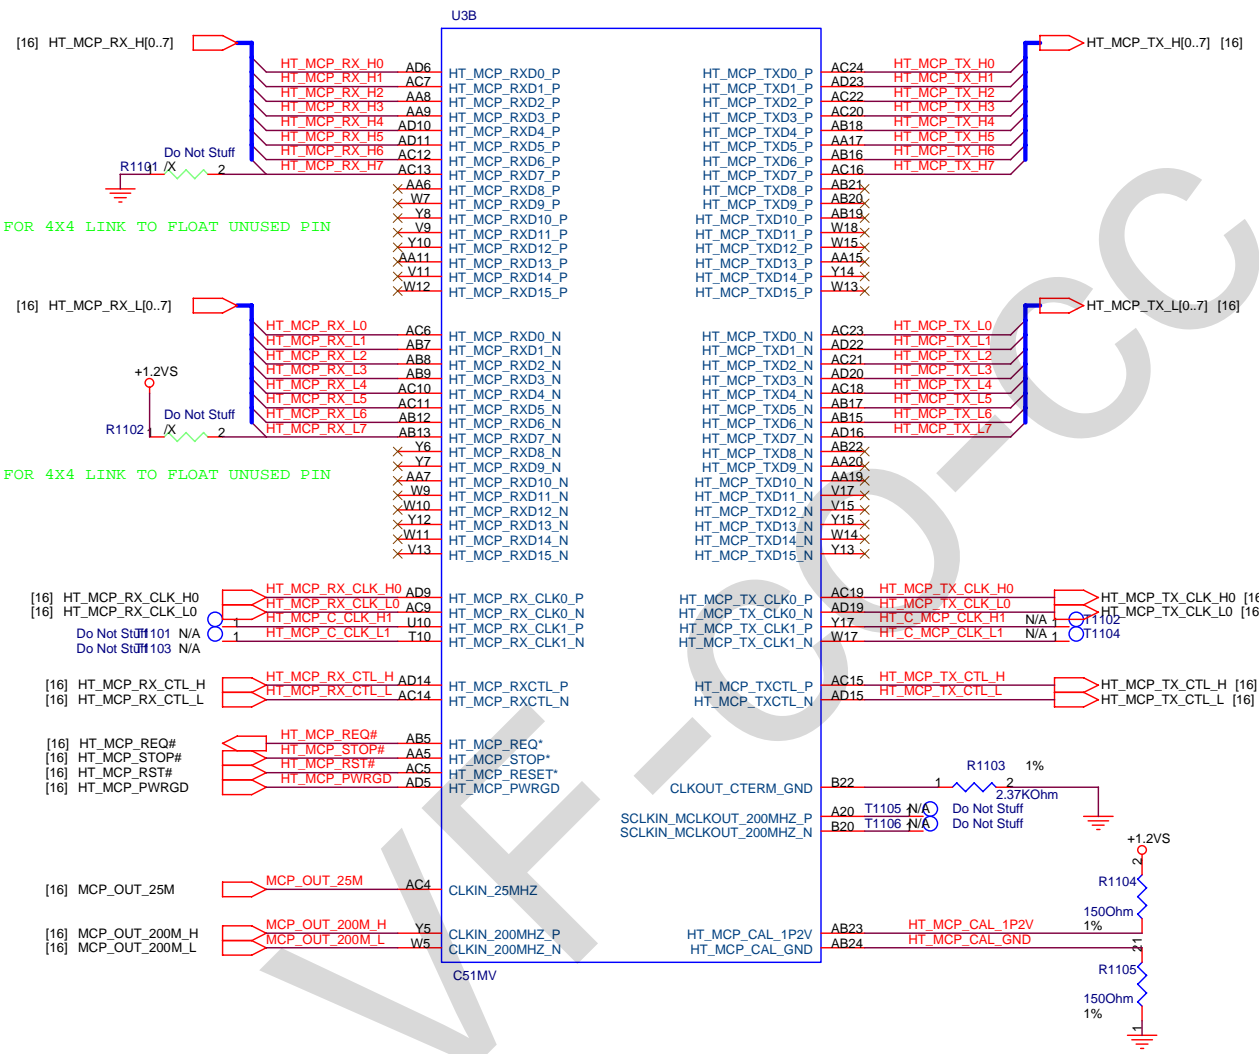 U3B
[16] HT_MCP_RX_H[0..7]
HT_MCP_TX_H[0..7] [16]
HT_MCP_RX_H0 AD6 HT_MCP_RXD0_P HT_MCP_TXD0_P AC24 HT_MCP_TX_H0
HT_MCP_RX_H1 AC7 HT_MCP_RXD1_P HT_MCP_TXD1_P AD23 HT_MCP_TX_H1
HT_MCP_RX_H2 AA8 HT_MCP_RXD2_P HT_MCP_TXD2_P AC22 HT_MCP_TX_H2
HT_MCP_RX_H3 AA9 HT_MCP_RXD3_P HT_MCP_TXD3_P AC20 HT_MCP_TX_H3
HT_MCP_RX_H4 AD10 HT_MCP_RXD4_P HT_MCP_TXD4_P AB18 HT_MCP_TX_H4
HT_MCP_RX_H5 AD11 HT_MCP_RXD5_P HT_MCP_TXD5_P AA17 HT_MCP_TX_H5
Do Not Stuff HT_MCP_RX_H6 AC12 HT_MCP_RXD6_P HT_MCP_TXD6_P AB16 HT_MCP_TX_H6
R1101 1 /X 2 HT_MCP_RX_H7 AC13 HT_MCP_RXD7_P HT_MCP_TXD7_P AC16 HT_MCP_TX_H7
AA6 HT_MCP_RXD8_P HT_MCP_TXD8_P AB21
W7 HT_MCP_RXD9_P HT_MCP_TXD9_P AB20
Y8 HT_MCP_RXD10_P HT_MCP_TXD10_P AB19
FOR 4X4 LINK TO FLOAT UNUSED PIN V9 HT_MCP_RXD11_P HT_MCP_TXD11_P W18
Y10 HT_MCP_RXD12_P HT_MCP_TXD12_P W15
AA11 HT_MCP_RXD13_P HT_MCP_TXD13_P AA15
V11 HT_MCP_RXD14_P HT_MCP_TXD14_P Y14
W12 HT_MCP_RXD15_P HT_MCP_TXD15_P W13
[16] HT_MCP_RX_L[0..7]
HT_MCP_TX_L[0..7] [16]
HT_MCP_RX_L0 AC6 HT_MCP_RXD0_N HT_MCP_TXD0_N AC23 HT_MCP_TX_L0
HT_MCP_RX_L1 AB7 HT_MCP_RXD1_N HT_MCP_TXD1_N AD22 HT_MCP_TX_L1
HT_MCP_RX_L2 AB8 HT_MCP_RXD2_N HT_MCP_TXD2_N AC21 HT_MCP_TX_L2
+1.2VS HT_MCP_RX_L3 AB9 HT_MCP_RXD3_N HT_MCP_TXD3_N AD20 HT_MCP_TX_L3
HT_MCP_RX_L4 AC10 HT_MCP_RXD4_N HT_MCP_TXD4_N AC18 HT_MCP_TX_L4
HT_MCP_RX_L5 AC11 HT_MCP_RXD5_N HT_MCP_TXD5_N AB17 HT_MCP_TX_L5
Do Not Stuff HT_MCP_RX_L6 AB12 HT_MCP_RXD6_N HT_MCP_TXD6_N AB15 HT_MCP_TX_L6
R1102 1 /X 2 HT_MCP_RX_L7 AB13 HT_MCP_RXD7_N HT_MCP_TXD7_N AD16 HT_MCP_TX_L7
Y6 HT_MCP_RXD8_N HT_MCP_TXD8_N AB22
Y7 HT_MCP_RXD9_N HT_MCP_TXD9_N AA20
FOR 4X4 LINK TO FLOAT UNUSED PIN AA7 HT_MCP_RXD10_N HT_MCP_TXD10_N AA19
W9 HT_MCP_RXD11_N HT_MCP_TXD11_N V17
W10 HT_MCP_RXD12_N HT_MCP_TXD12_N V15
Y12 HT_MCP_RXD13_N HT_MCP_TXD13_N Y15
W11 HT_MCP_RXD14_N HT_MCP_TXD14_N W14
V13 HT_MCP_RXD15_N HT_MCP_TXD15_N Y13
[16] HT_MCP_RX_CLK_H0 HT_MCP_RX_CLK_H0 AD9 HT_MCP_RX_CLK0_P HT_MCP_TX_CLK0_P AC19 HT_MCP_TX_CLK_H0 HT_MCP_TX_CLK_H0 [16
[16] HT_MCP_RX_CLK_L0 HT_MCP_RX_CLK_L0 AC9 HT_MCP_RX_CLK0_N HT_MCP_TX_CLK0_N AD19 HT_MCP_TX_CLK_L0 HT_MCP_TX_CLK_L0 [16
Do Not Stuff T1101 N/A 1 HT_MCP_C_CLK_H1 U10 HT_MCP_RX_CLK1_P HT_MCP_TX_CLK1_P Y17 HT_C_MCP_CLK_H1 N/A 1 T1102
Do Not Stuff T1103 N/A 1 HT_MCP_C_CLK_L1 T10 HT_MCP_RX_CLK1_N HT_MCP_TX_CLK1_N W17 HT_C_MCP_CLK_L1 N/A 1 T1104
[16] HT_MCP_RX_CTL_H HT_MCP_RX_CTL_H AD14 HT_MCP_RXCTL_P HT_MCP_TXCTL_P AC15 HT_MCP_TX_CTL_H HT_MCP_TX_CTL_H [16]
[16] HT_MCP_RX_CTL_L HT_MCP_RX_CTL_L AC14 HT_MCP_RXCTL_N HT_MCP_TXCTL_N AD15 HT_MCP_TX_CTL_L HT_MCP_TX_CTL_L [16]
[16] HT_MCP_REQ# HT_MCP_REQ# AB5 HT_MCP_REQ*
[16] HT_MCP_STOP# HT_MCP_STOP# AA5 HT_MCP_STOP*
[16] HT_MCP_RST# HT_MCP_RST# AC5 HT_MCP_RESET*
[16] HT_MCP_PWRGD HT_MCP_PWRGD AD5 HT_MCP_PWRGD
CLKOUT_CTERM_GND B22 1 R1103 1% 2 2.37KOhm
SCLKIN_MCLKOUT_200MHZ_P A20 T1105 N/A 1 Do Not Stuff
SCLKIN_MCLKOUT_200MHZ_N B20 T1106 N/A 1 Do Not Stuff
+1.2VS
[16] MCP_OUT_25M MCP_OUT_25M AC4 CLKIN_25MHZ
2 R1104 150Ohm 1% 1
[16] MCP_OUT_200M_H MCP_OUT_200M_H Y5 CLKIN_200MHZ_P HT_MCP_CAL_1P2V AB23 HT_MCP_CAL_1P2V
[16] MCP_OUT_200M_L MCP_OUT_200M_L W5 CLKIN_200MHZ_N HT_MCP_CAL_GND AB24 HT_MCP_CAL_GND
2 R1105 150Ohm 1% 1
C51MV
VF-CO-CC